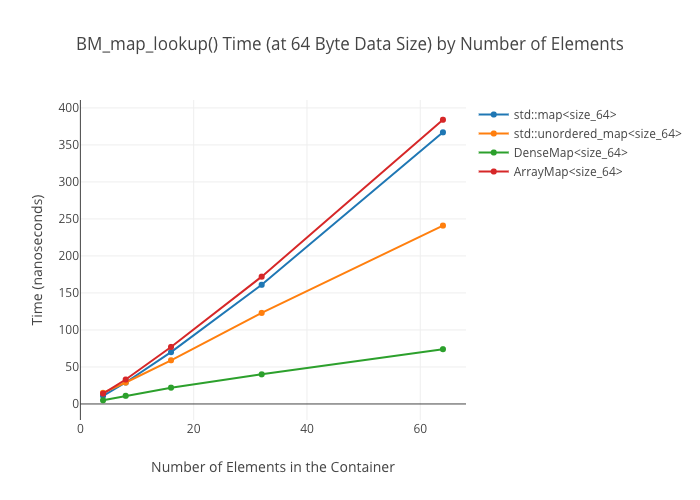 BM_map_lookup() Time (at 64 Byte Data Size) by Number of Elements
std::map<size_64>
std::unordered_map<size_64>
DenseMap<size_64>
ArrayMap<size_64>
Time (nanoseconds)
400
350
300
250
200
150
100
50
0
0
20
40
60
Number of Elements in the Container